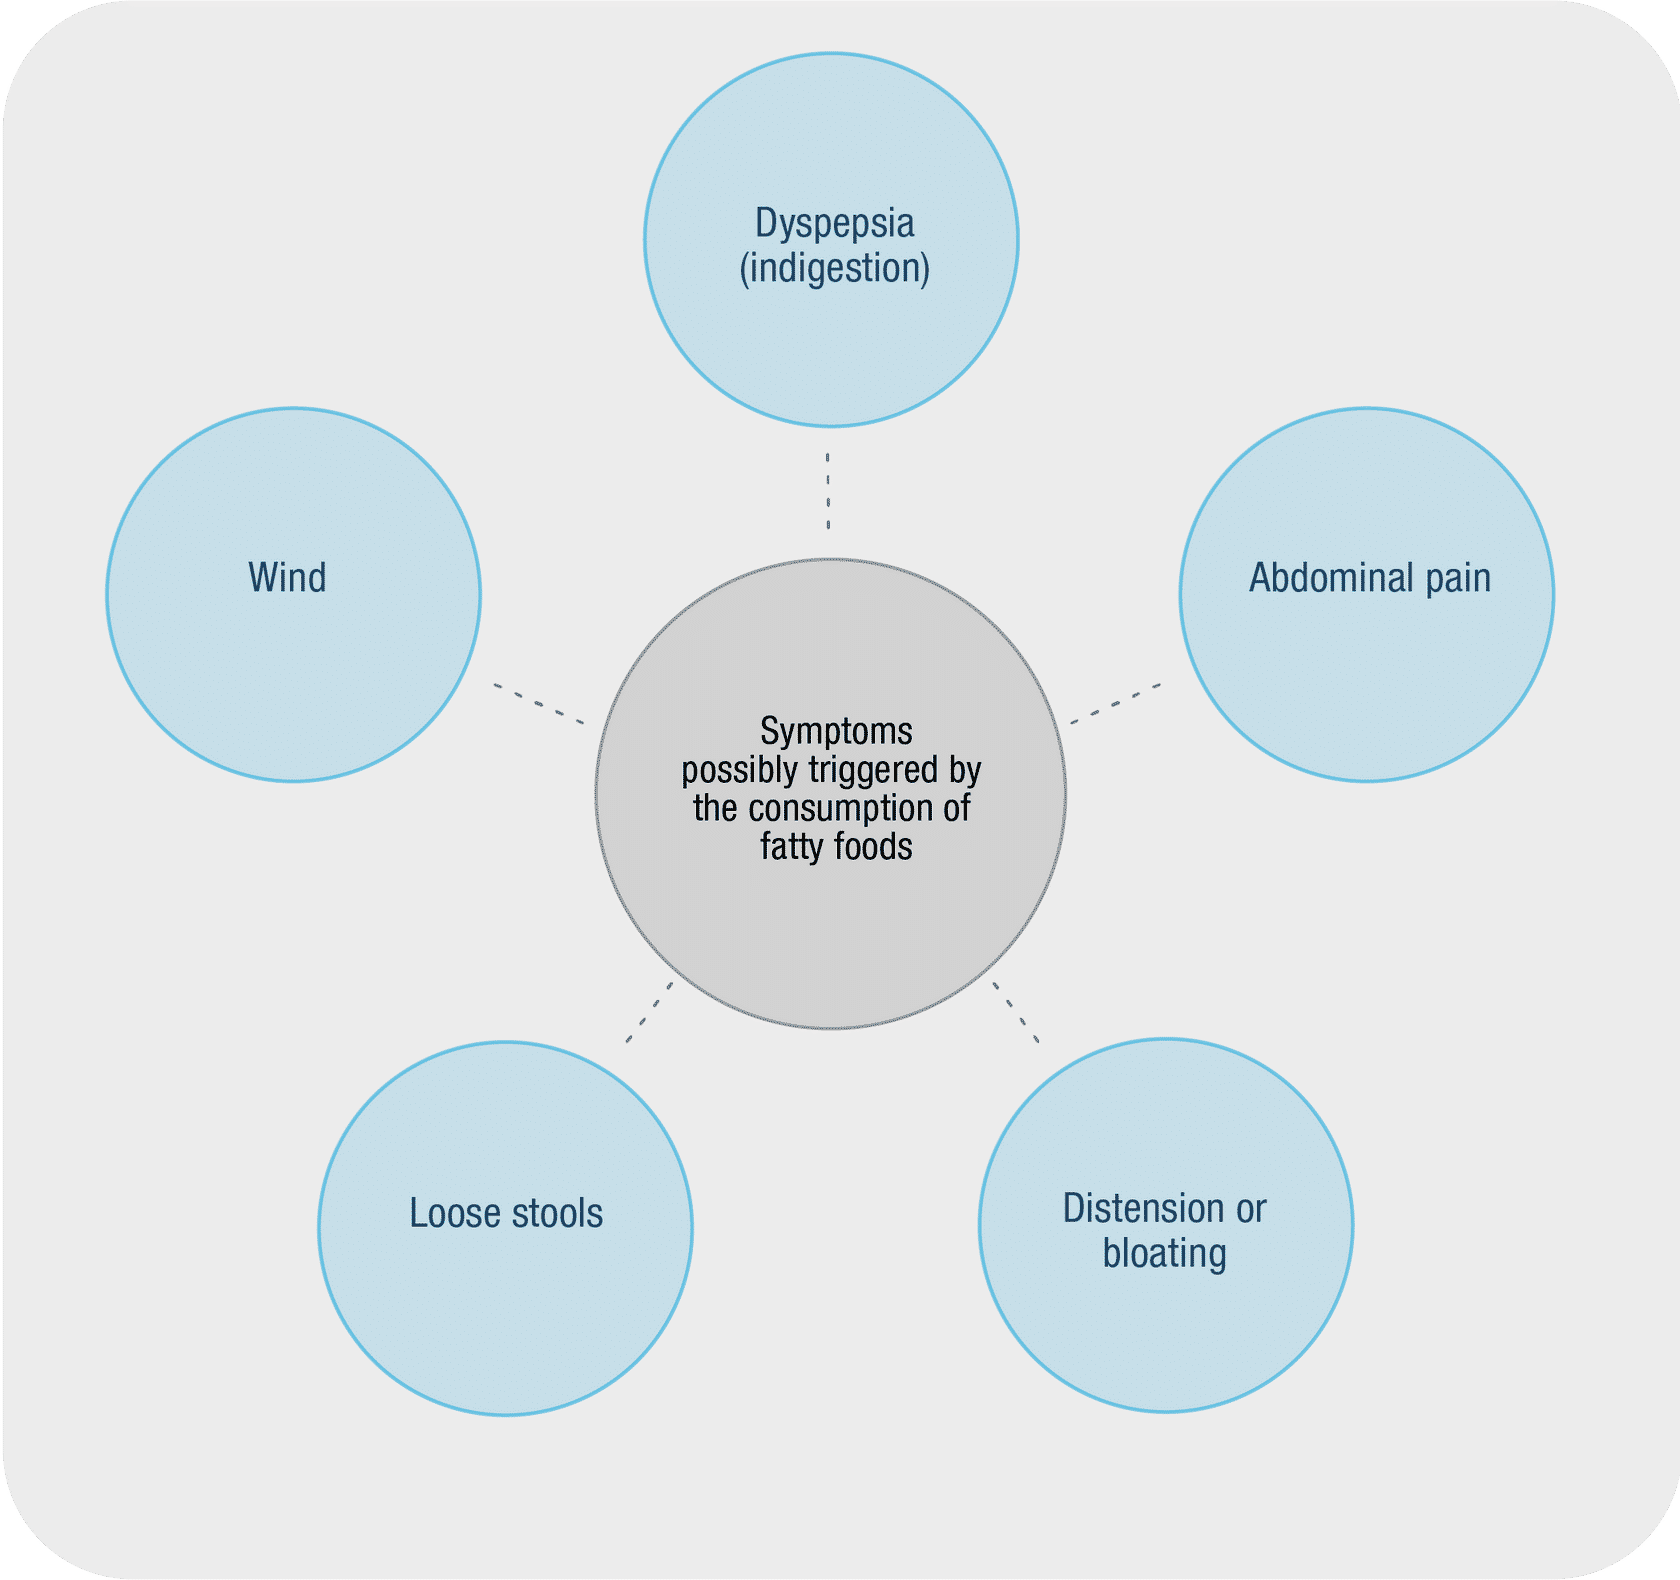 Dyspepsia
(indigestion)
Wind
Abdominal pain
Symptoms
possibly triggered by
the consumption of
fatty foods
Loose stools
Distension or
bloating